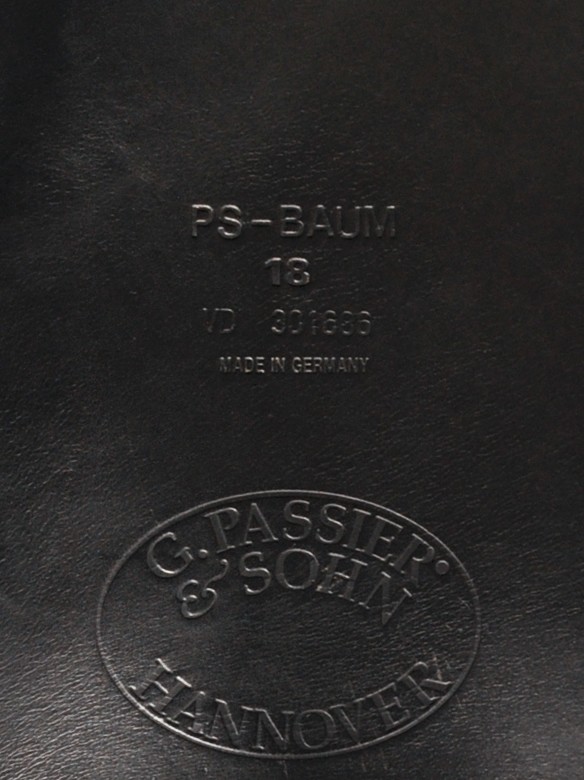 PS-BAUM
18
VD
MADE IN GERMANY
G. PASSIER
& SOHN
HANNOVER